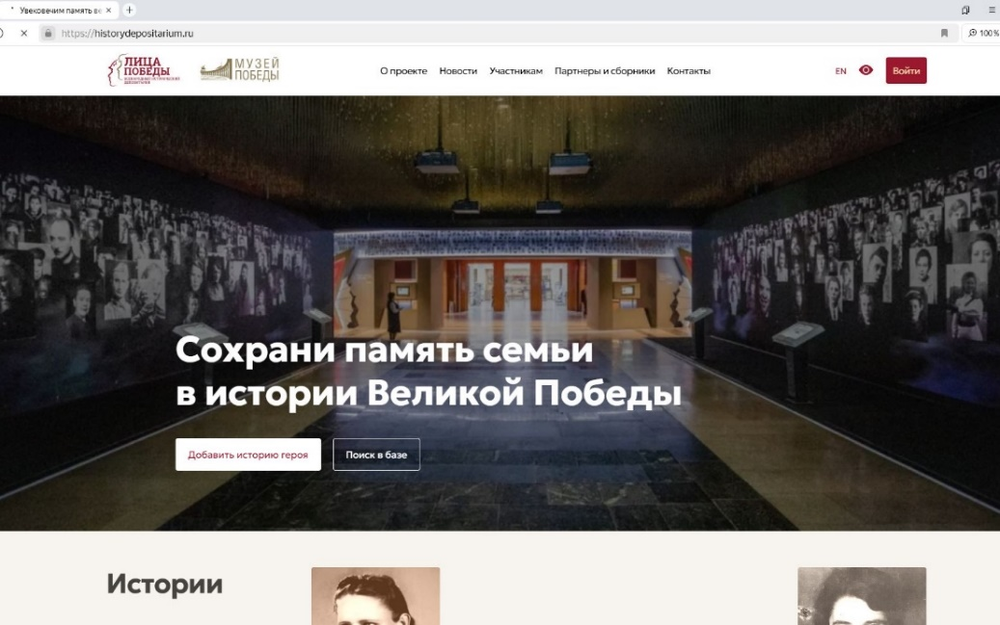 Увековечим память ве
https://historydepositarium.ru
100%
ЛИЦА
ПОБЕДЫ
МУЗЕЙ
ПОБЕДЫ
О проекте Новости Участникам Партнеры и сборники Контакты
EN
Войти
Сохрани память семьи
в истории Великой Победы
Добавить историю героя
Поиск в базе
Истории